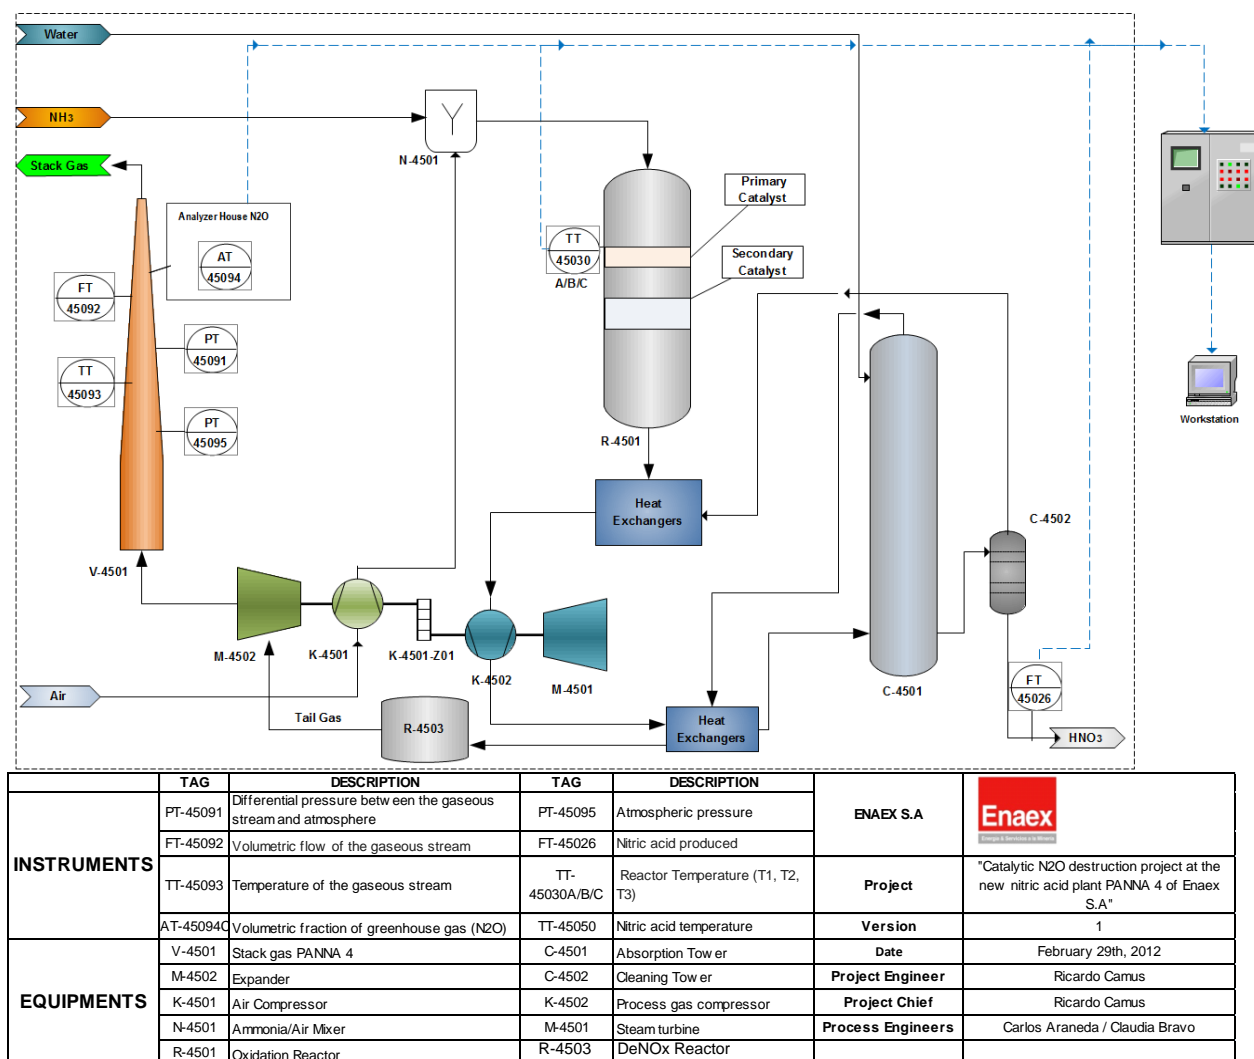 Water
NH3
N-4501
Stack Gas
Analyzer House N2O
AT
45094
FT
45092
PT
45091
TT
45093
PT
45095
V-4501
TT
45030
A/B/C
Primary
Catalyst
Secondary
Catalyst
R-4501
Heat
Exchangers
Workstation
C-4502
M-4502
K-4501
K-4501-Z01
K-4502
M-4501
C-4501
Air
Tail Gas
R-4503
Heat
Exchangers
FT
45026
HNO3
TAG DESCRIPTION TAG DESCRIPTION
INSTRUMENTS
PT-45091 Differential pressure between the gaseous
stream and atmosphere
PT-45095 Atmospheric pressure
ENAEX S.A
Enaex
FT-45092 Volumetric flow of the gaseous stream FT-45026 Nitric acid produced
TT-45093 Temperature of the gaseous stream
TT-
45030A/B/C
Reactor Temperature (T1, T2,
T3)
Project
"Catalytic N2O destruction project at the
new nitric acid plant PANNA 4 of Enaex
S.A"
AT-45094C Volumetric fraction of greenhouse gas (N2O) TT-45050 Nitric acid temperature Version 1
EQUIPMENTS
V-4501 Stack gas PANNA 4 C-4501 Absorption Tower Date February 29th, 2012
M-4502 Expander C-4502 Cleaning Tower Project Engineer Ricardo Camus
K-4501 Air Compressor K-4502 Process gas compressor Project Chief Ricardo Camus
N-4501 Ammonia/Air Mixer M-4501 Steam turbine Process Engineers Carlos Araneda / Claudia Bravo
R-4501 Oxidation Reactor R-4503 DeNOx Reactor